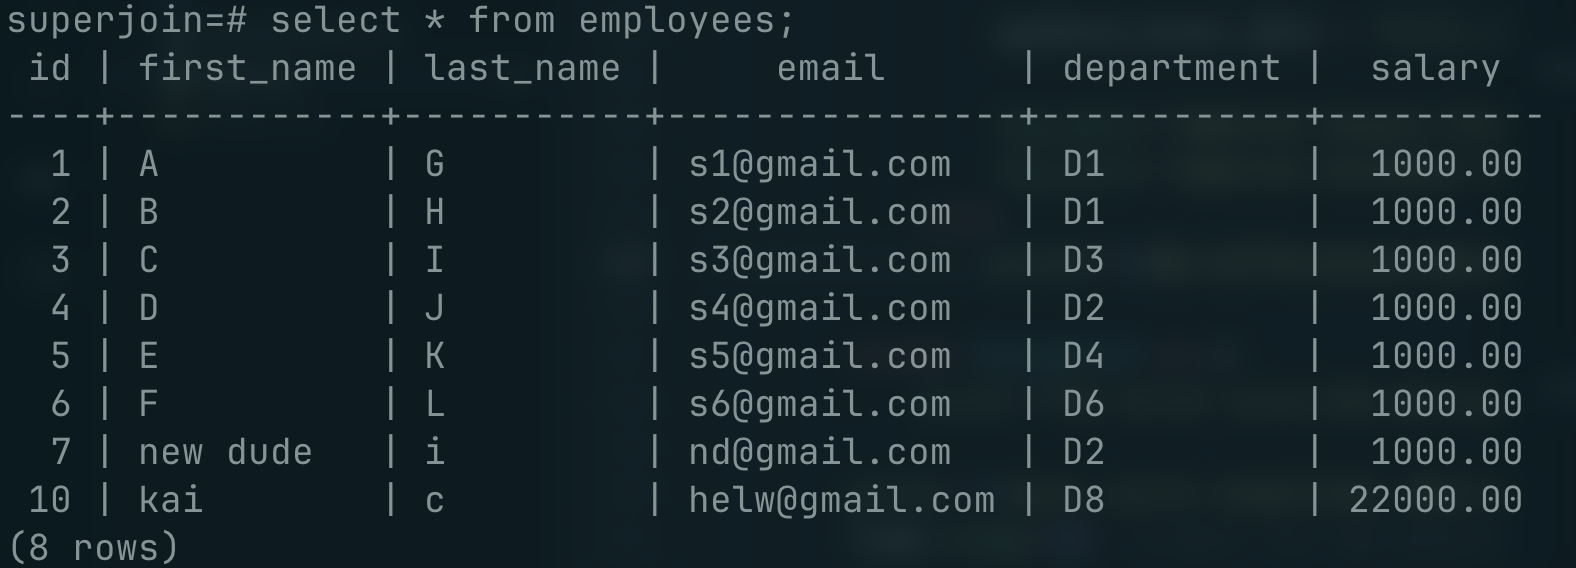 superjoin=# select * from employees;
 id | first_name | last_name |     email      | department |  salary
----+------------+-----------+----------------+------------+----------
  1 | A          | G         | s1@gmail.com   | D1         |  1000.00
  2 | B          | H         | s2@gmail.com   | D1         |  1000.00
  3 | C          | I         | s3@gmail.com   | D3         |  1000.00
  4 | D          | J         | s4@gmail.com   | D2         |  1000.00
  5 | E          | K         | s5@gmail.com   | D4         |  1000.00
  6 | F          | L         | s6@gmail.com   | D6         |  1000.00
  7 | new dude   | i         | nd@gmail.com   | D2         |  1000.00
 10 | kai        | c         | helw@gmail.com | D8         | 22000.00
(8 rows)